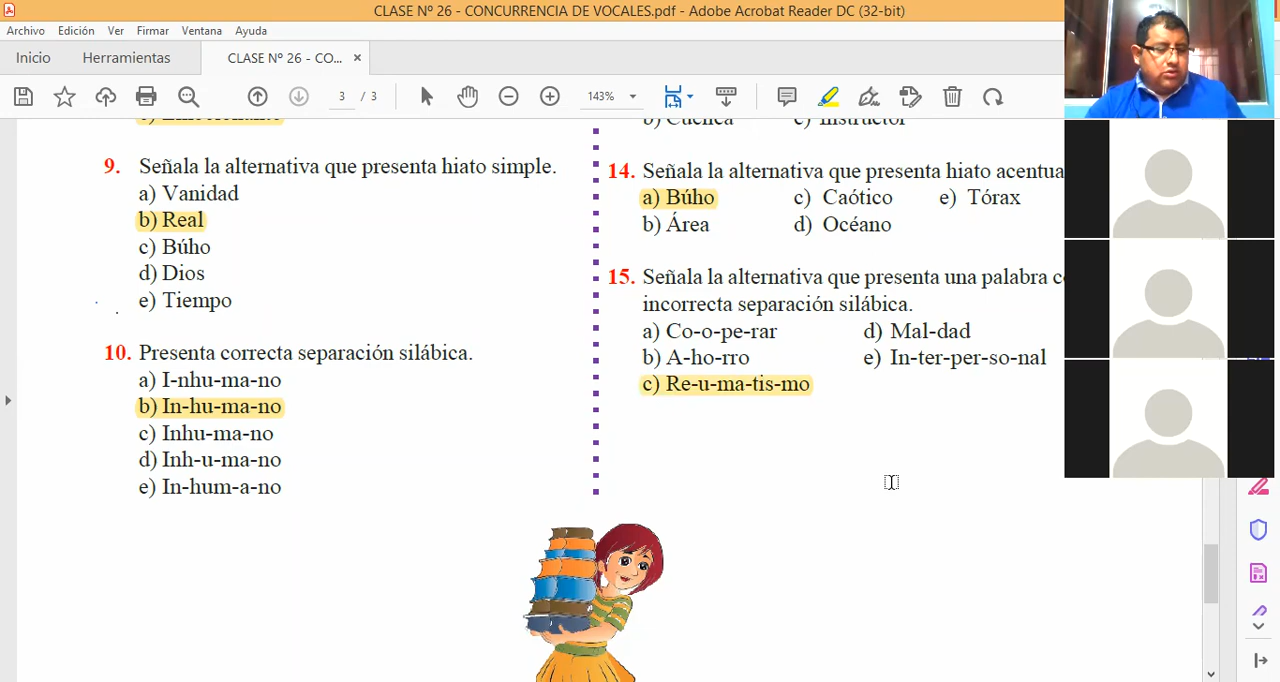 CLASE Nº 26 - CONCURRENCIA DE VOCALES.pdf - Adobe Acrobat Reader DC (32-bit)
Archivo Edición Ver Firmar Ventana Ayuda
Inicio Herramientas CLASE Nº 26 - CO... ×
3 / 3 143%
9. Señala la alternativa que presenta hiato simple.
a) Vanidad
b) Real
c) Búho
d) Dios
e) Tiempo
10. Presenta correcta separación silábica.
a) I-nhu-ma-no
b) In-hu-ma-no
c) Inhu-ma-no
d) Inh-u-ma-no
e) In-hum-a-no
b) Cuenca e) Instructor
14. Señala la alternativa que presenta hiato acentua
a) Búho c) Caótico e) Tórax
b) Área d) Océano
15. Señala la alternativa que presenta una palabra
incorrecta separación silábica.
a) Co-o-pe-rar d) Mal-dad
b) A-ho-rro e) In-ter-per-so-nal
c) Re-u-ma-tis-mo